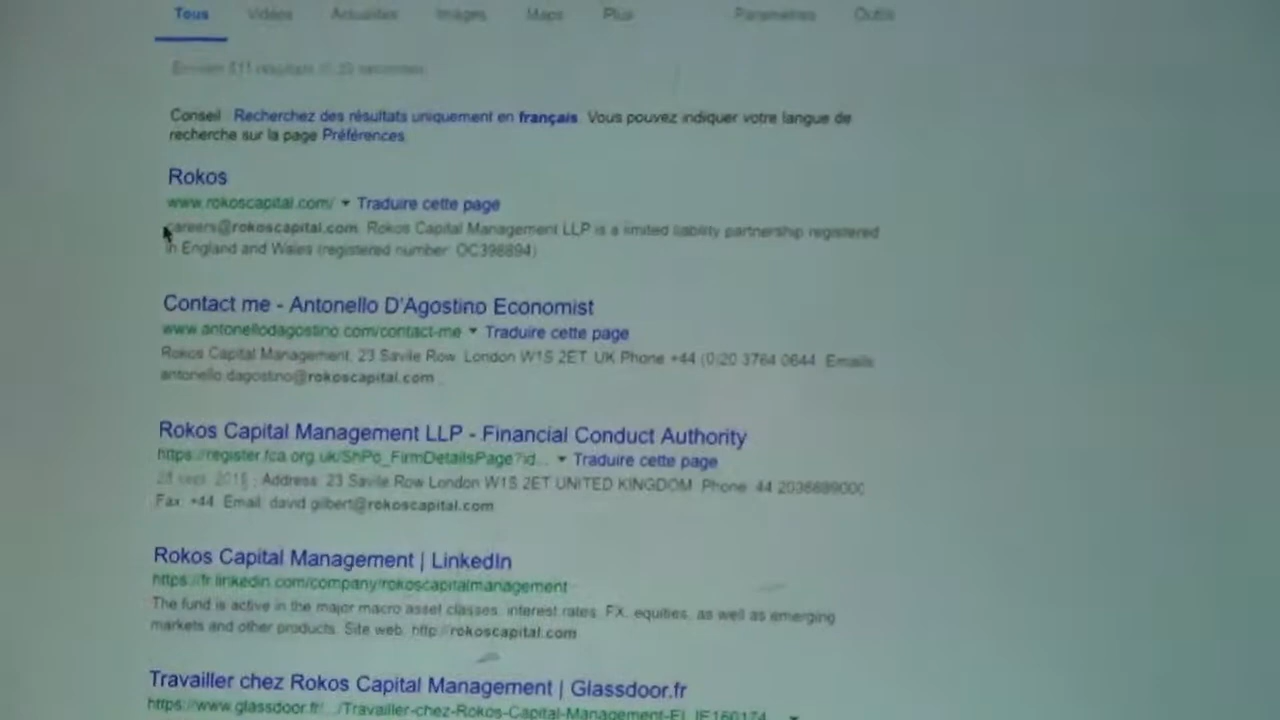 Tous Vidéos Actualités Images Maps Plus Paramètres Outils
Environ 511 résultats
Conseil : Recherchez des résultats uniquement en français. Vous pouvez indiquer votre langue de
recherche sur la page Préférences.
Rokos
www.rokoscapital.com/ Traduire cette page
careers@rokoscapital.com. Rokos Capital Management LLP is a limited liability partnership registered
in England and Wales (registered number: OC398894)
Contact me - Antonello D'Agostino Economist
www.antonellodagostino.com/contact-me Traduire cette page
Rokos Capital Management, 23 Savile Row, London W1S 2ET, UK Phone +44 (0)20 3764 0644. Emails
antonello.dagostino@rokoscapital.com
Rokos Capital Management LLP - Financial Conduct Authority
https://register.fca.org.uk/ShPo_FirmDetailsPage?id... Traduire cette page
28 sept. 2015 - Address: 23 Savile Row London W1S 2ET UNITED KINGDOM. Phone: 44
Fax: +44. Email: david.gilbert@rokoscapital.com
Rokos Capital Management | LinkedIn
https://fr.linkedin.com/company/rokoscapitalmanagement
The fund is active in the major macro asset classes: interest rates, FX, equities, as well as emerging
markets and other products. Site web: http://rokoscapital.com
Travailler chez Rokos Capital Management | Glassdoor.fr
https://www.glassdoor.fr/.../Travailler-chez-Rokos-Capital-Management-EI_IE160174...